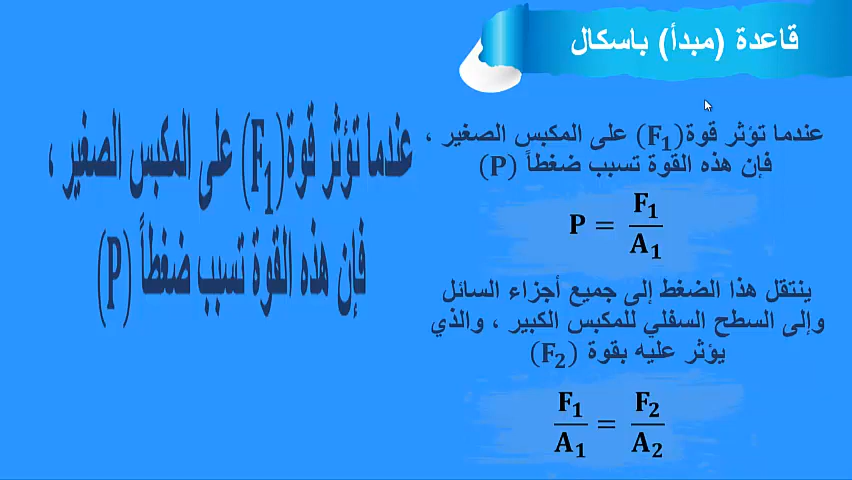 قاعدة (مبدأ) باسكال
عندما تؤثر قوة(F₁) على المكبس الصغير ،
فإن هذه القوة تسبب ضغطاً (P)
P = F₁/A₁
ينتقل هذا الضغط إلى جميع أجزاء السائل
وإلى السطح السفلي للمكبس الكبير ، والذي
يؤثر عليه بقوة (F₂)
F₁/A₁ = F₂/A₂
عندما تؤثر قوة(F₁) على المكبس الصغير ،
فإن هذه القوة تسبب ضغطاً (P)